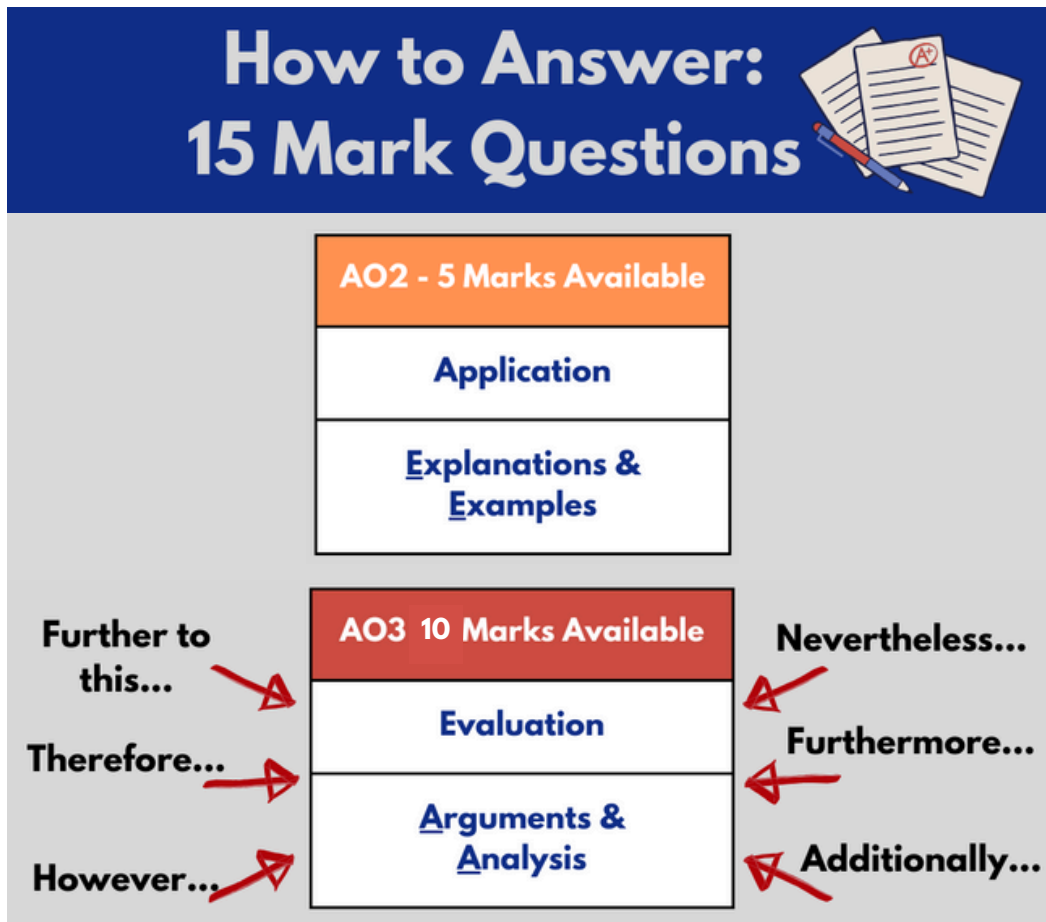 How to Answer:
15 Mark Questions
A+
AO2 - 5 Marks Available
Application
Explanations &
Examples
AO3 10 Marks Available
Evaluation
Arguments &
Analysis
Further to
this...
Therefore...
However...
Nevertheless...
Furthermore...
Additionally...